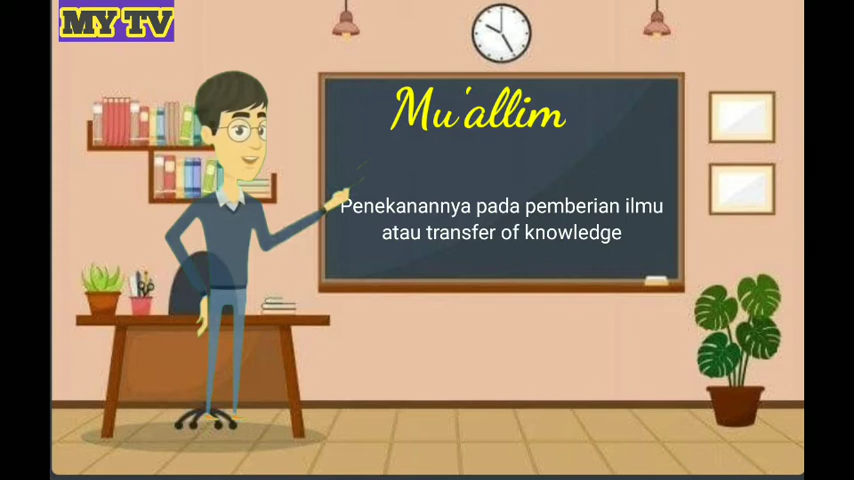 MY TV
Mu'allim
Penekanannya pada pemberian ilmu
atau transfer of knowledge